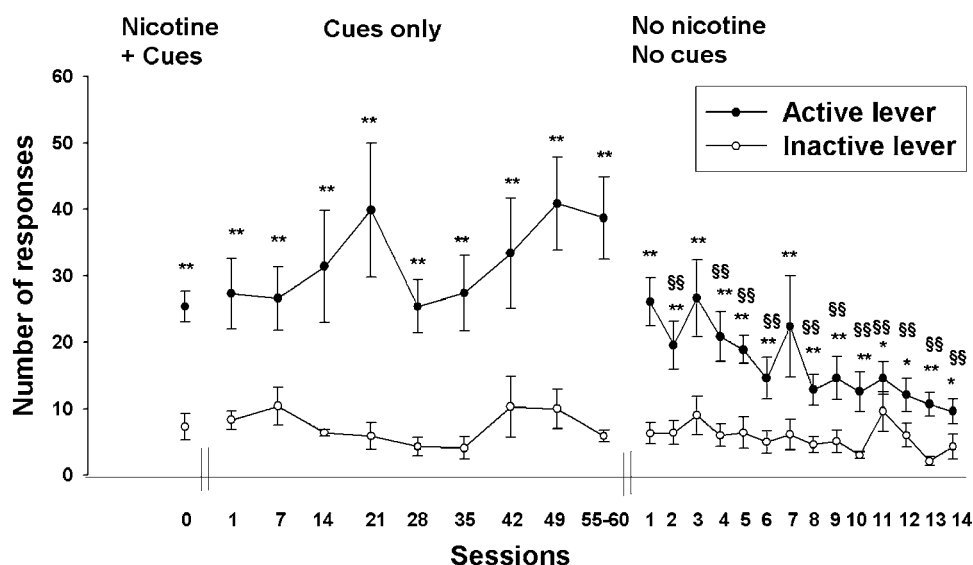 Nicotine
+ Cues
Cues only
No nicotine
No cues
Active lever
Inactive lever
Number of responses
60
50
40
30
20
10
0
** ** ** ** ** ** ** ** ** **
** §§ ** ** §§ ** §§ ** §§ ** ** §§ ** §§ ** §§ ** §§ * §§ * §§ ** §§ *
0 1 7 14 21 28 35 42 49 55-60 1 2 3 4 5 6 7 8 9 10 11 12 13 14
Sessions